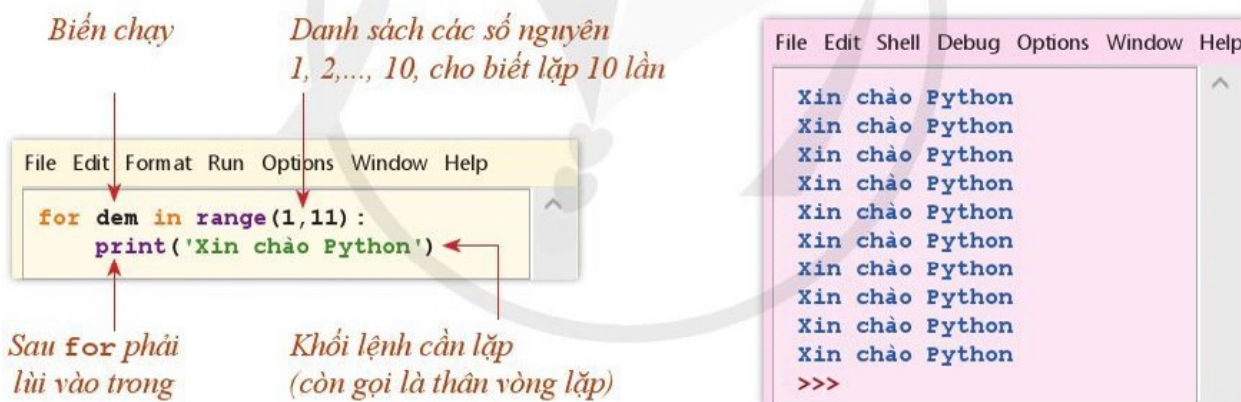 Biến chạy
Danh sách các số nguyên
1, 2,..., 10, cho biết lặp 10 lần
File Edit Format Run Options Window Help
for dem in range(1,11):
print('Xin chào Python')
Sau for phải
lùi vào trong
Khối lệnh cần lặp
(còn gọi là thân vòng lặp)
File Edit Shell Debug Options Window Help
Xin chào Python
Xin chào Python
Xin chào Python
Xin chào Python
Xin chào Python
Xin chào Python
Xin chào Python
Xin chào Python
Xin chào Python
Xin chào Python
>>>